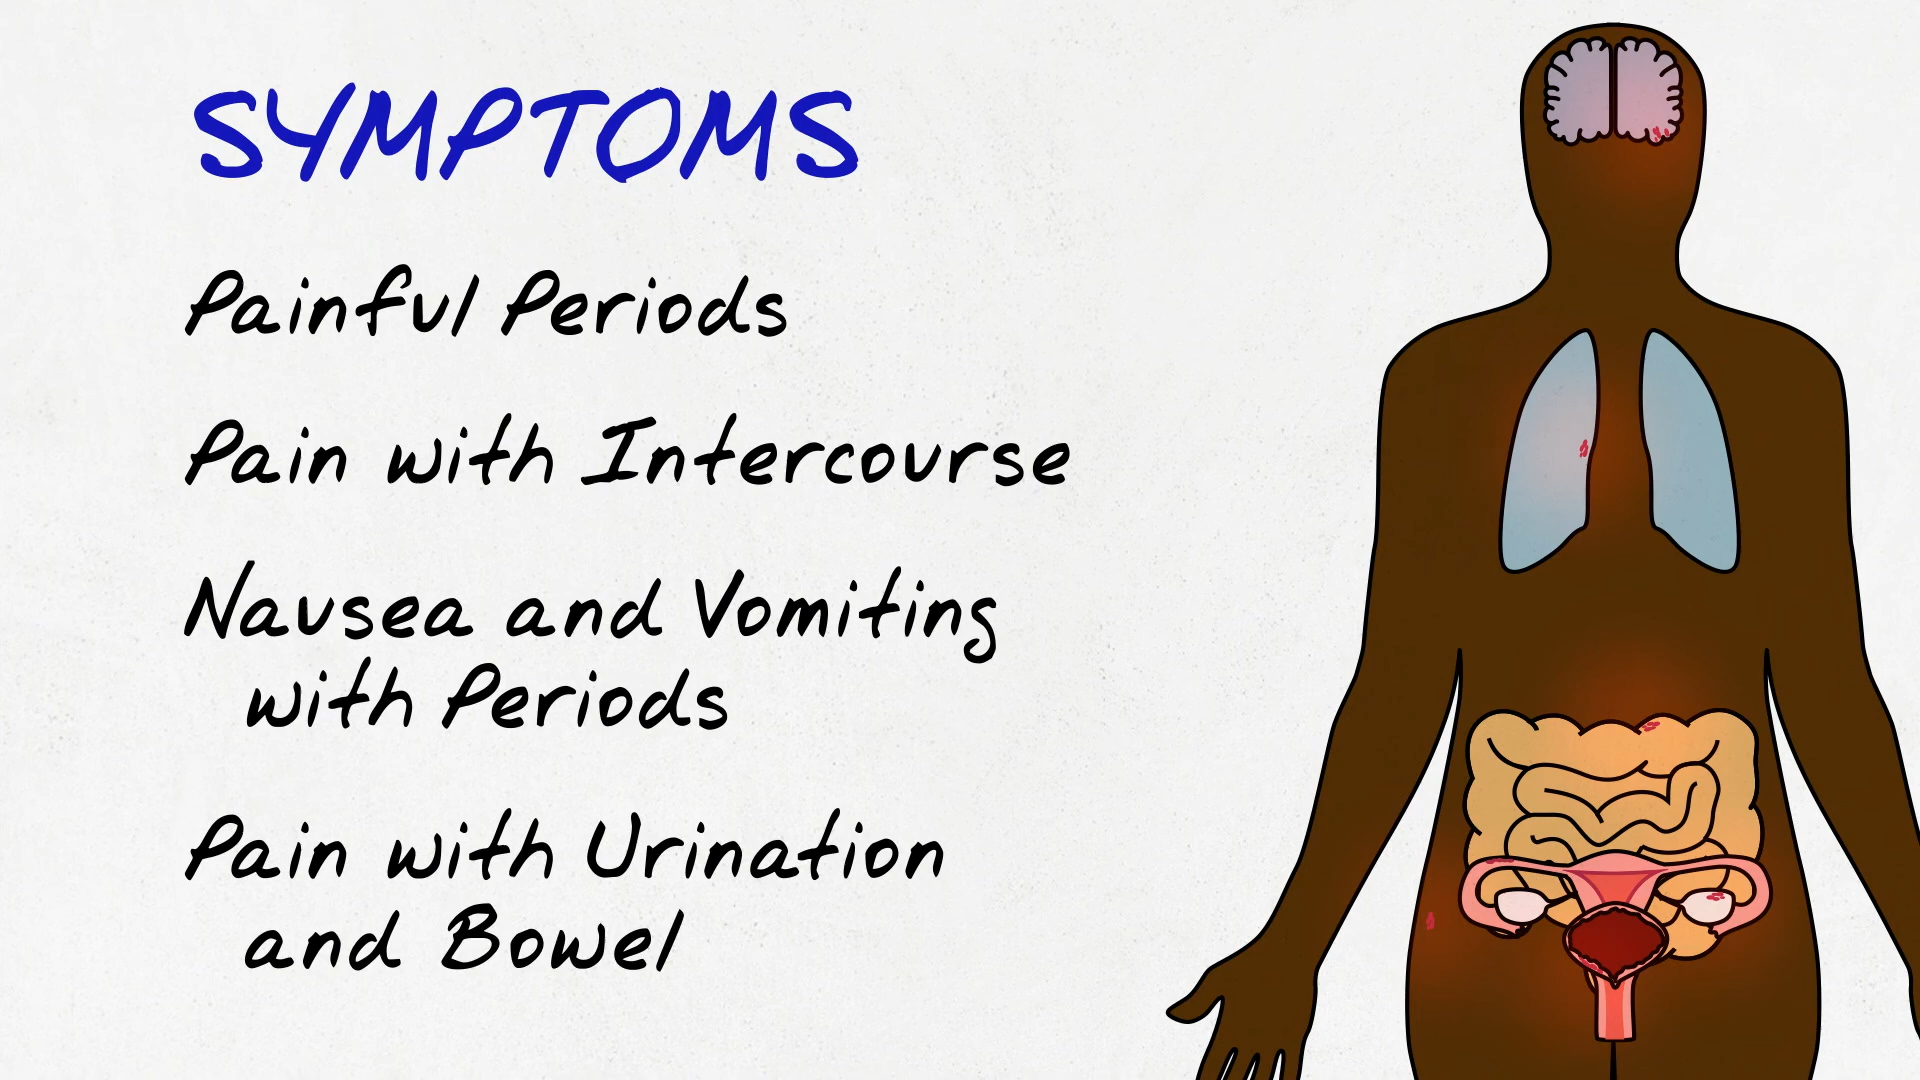 SYMPTOMS
Painful Periods
Pain with Intercourse
Nausea and Vomiting
with Periods
Pain with Urination
and Bowel